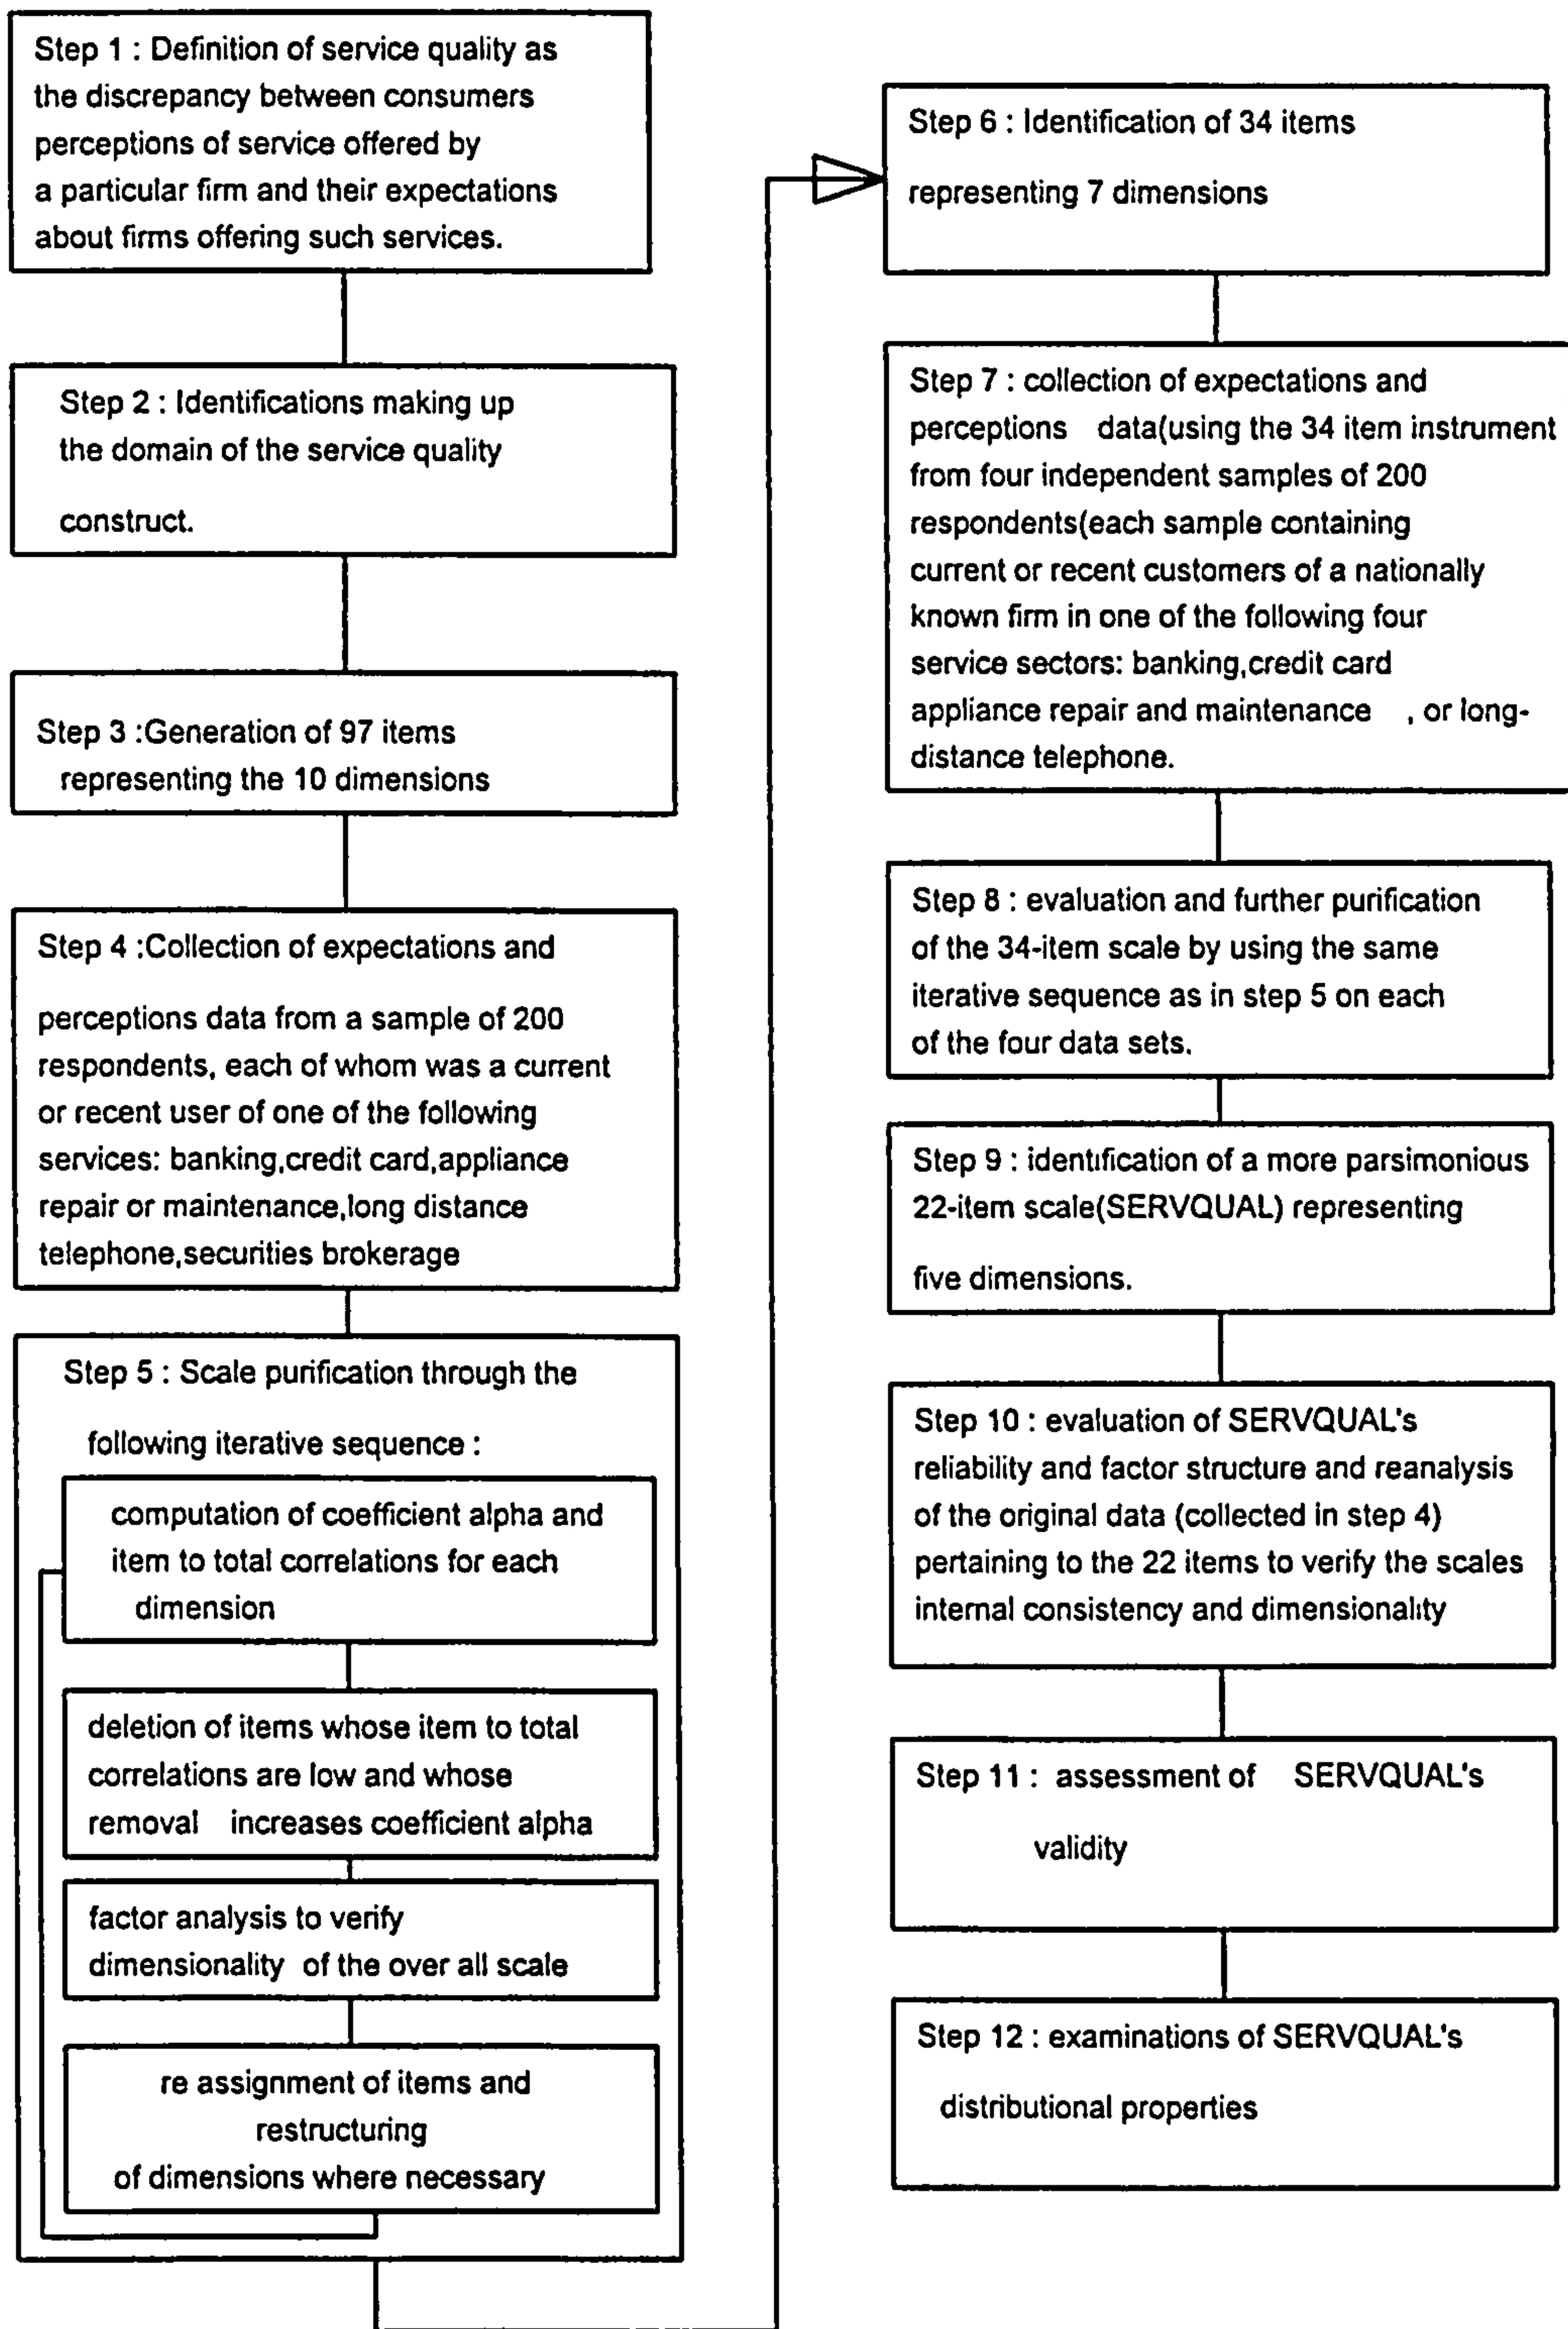 Step 1 : Definition of service quality as
the discrepancy between consumers
perceptions of service offered by
a particular firm and their expectations
about firms offering such services.
Step 2 : Identifications making up
the domain of the service quality
construct.
Step 3 :Generation of 97 items
representing the 10 dimensions
Step 4 :Collection of expectations and
perceptions data from a sample of 200
respondents, each of whom was a current
or recent user of one of the following
services: banking,credit card,appliance
repair or maintenance,long distance
telephone,securities brokerage
Step 5 : Scale purification through the
following iterative sequence :
computation of coefficient alpha and
item to total correlations for each
dimension
deletion of items whose item to total
correlations are low and whose
removal increases coefficient alpha
factor analysis to verify
dimensionality of the over all scale
re assignment of items and
restructuring
of dimensions where necessary
Step 6 : Identification of 34 items
representing 7 dimensions
Step 7 : collection of expectations and
perceptions data(using the 34 item instrument
from four independent samples of 200
respondents(each sample containing
current or recent customers of a nationally
known firm in one of the following four
service sectors: banking,credit card
appliance repair and maintenance , or long-
distance telephone.
Step 8 : evaluation and further purification
of the 34-item scale by using the same
iterative sequence as in step 5 on each
of the four data sets.
Step 9 : identification of a more parsimonious
22-item scale(SERVQUAL) representing
five dimensions.
Step 10 : evaluation of SERVQUAL's
reliability and factor structure and reanalysis
of the original data (collected in step 4)
pertaining to the 22 items to verify the scales
internal consistency and dimensionality
Step 11 : assessment of SERVQUAL's
validity
Step 12 : examinations of SERVQUAL's
distributional properties